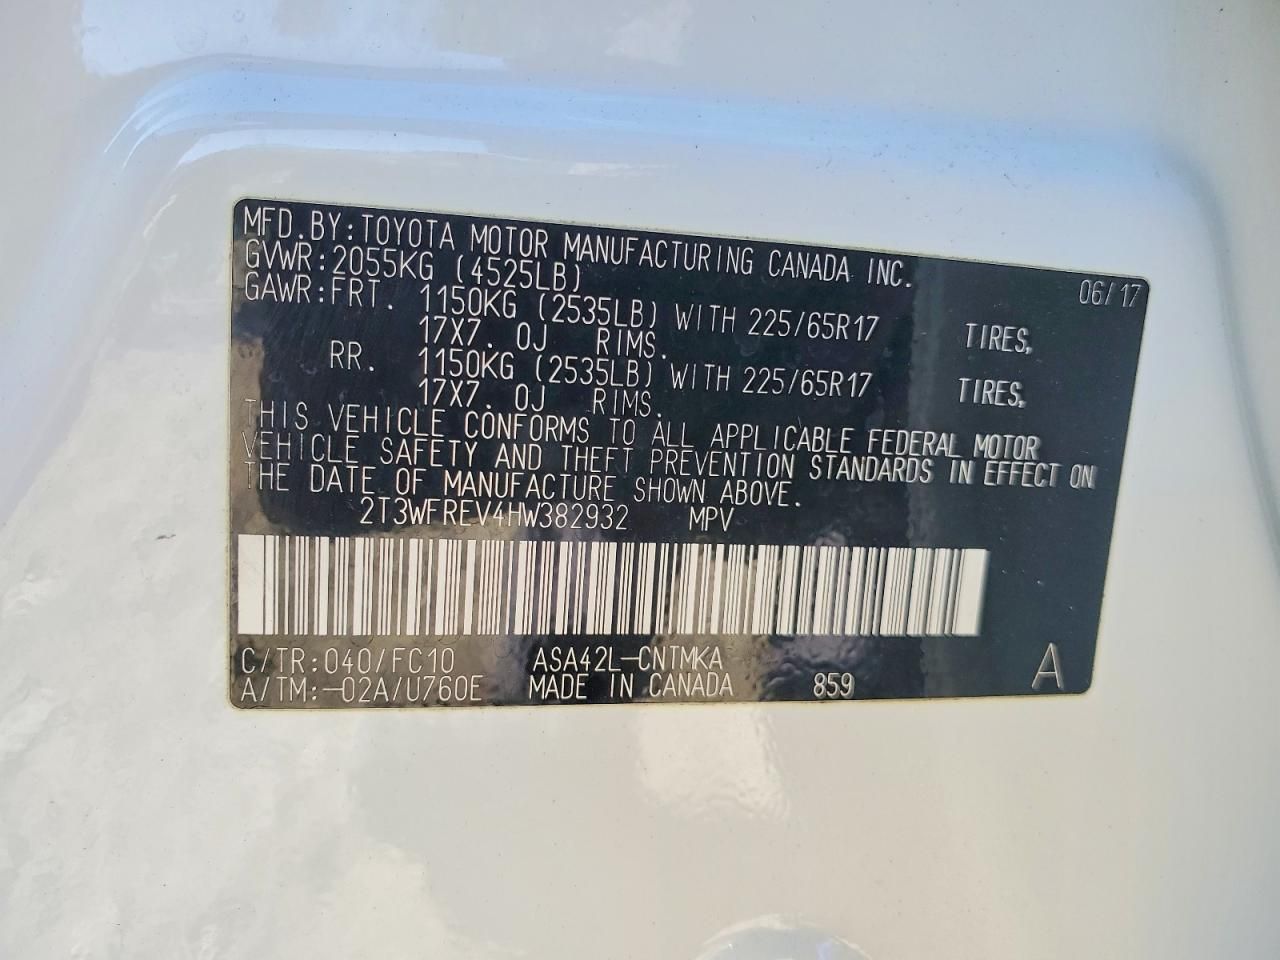 MFD.BY:TOYOTA MOTOR MANUFACTURING CANADA INC. 06/17
GVWR:2055KG (4525LB)
GAWR:FRT. 1150KG (2535LB) WITH 225/65R17 TIRES,
17X7. 0J RIMS.
RR. 1150KG (2535LB) WITH 225/65R17 TIRES,
17X7. 0J RIMS.
THIS VEHICLE CONFORMS TO ALL APPLICABLE FEDERAL MOTOR
VEHICLE SAFETY AND THEFT PREVENTION STANDARDS IN EFFECT ON
THE DATE OF MANUFACTURE SHOWN ABOVE.
2T3WFREV4HW382932 MPV
C/TR:040/FC10 ASA42L-CNTMKA A
A/TM:-02A/U760E MADE IN CANADA 859